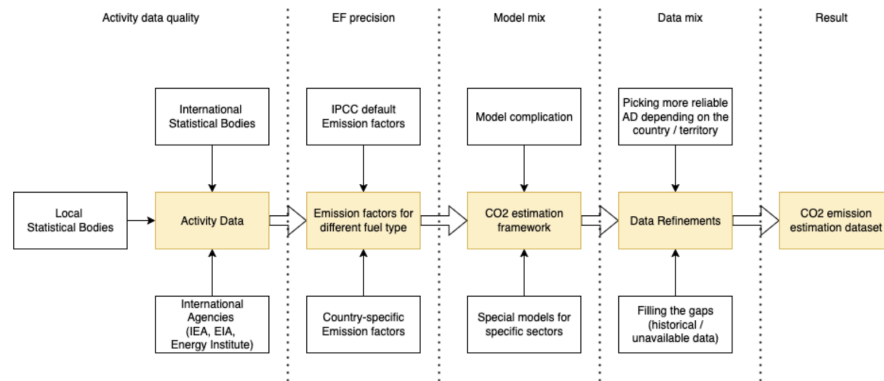 Activity data quality
EF precision
Model mix
Data mix
Result
International
Statistical Bodies
IPCC default
Emission factors
Model complication
Picking more reliable
AD depending on the
country / territory
Local
Statistical Bodies
Activity Data
Emission factors for
different fuel type
CO2 estimation
framework
Data Refinements
CO2 emission
estimation dataset
International
Agencies
(IEA, EIA,
Energy Institute)
Country-specific
Emission factors
Special models for
specific sectors
Filling the gaps
(historical /
unavailable data)